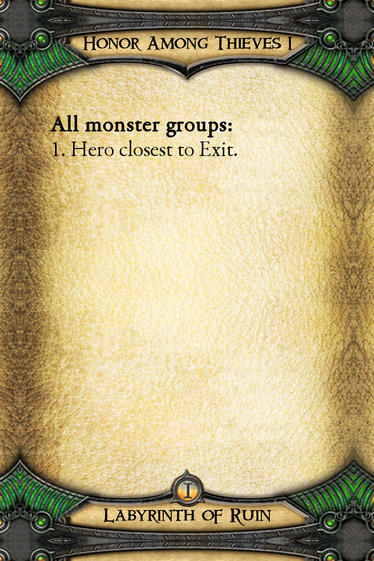 Honor Among Thieves I
All monster groups:
1. Hero closest to Exit.
I
Labyrinth of Ruin